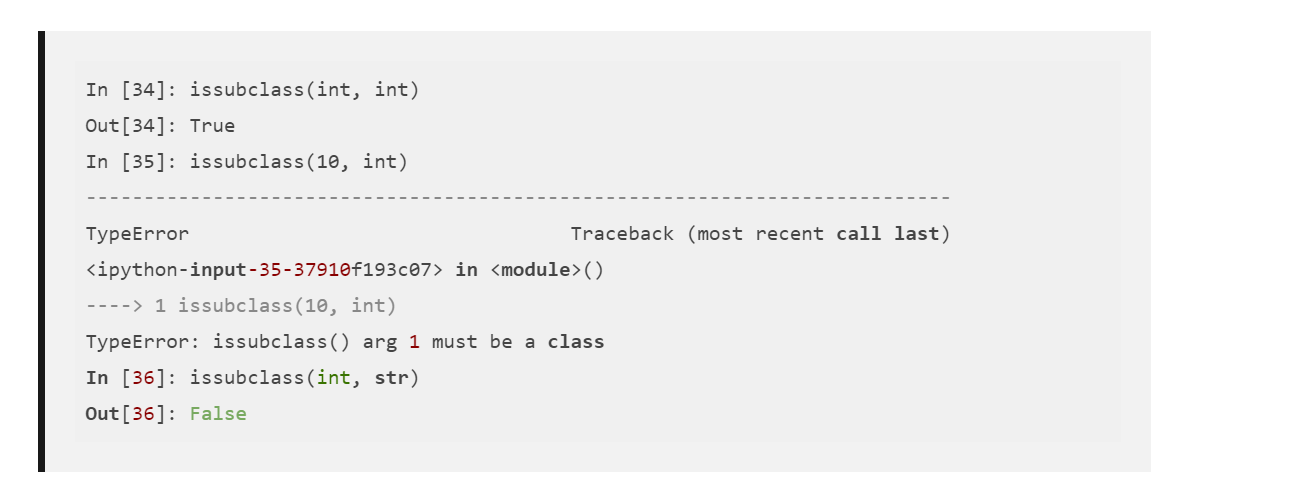 In [34]: issubclass(int, int)
Out[34]: True
In [35]: issubclass(10, int)
---------------------------------------------------------------------------
TypeError                                 Traceback (most recent call last)
<ipython-input-35-37910f193c07> in <module>()
----> 1 issubclass(10, int)
TypeError: issubclass() arg 1 must be a class
In [36]: issubclass(int, str)
Out[36]: False